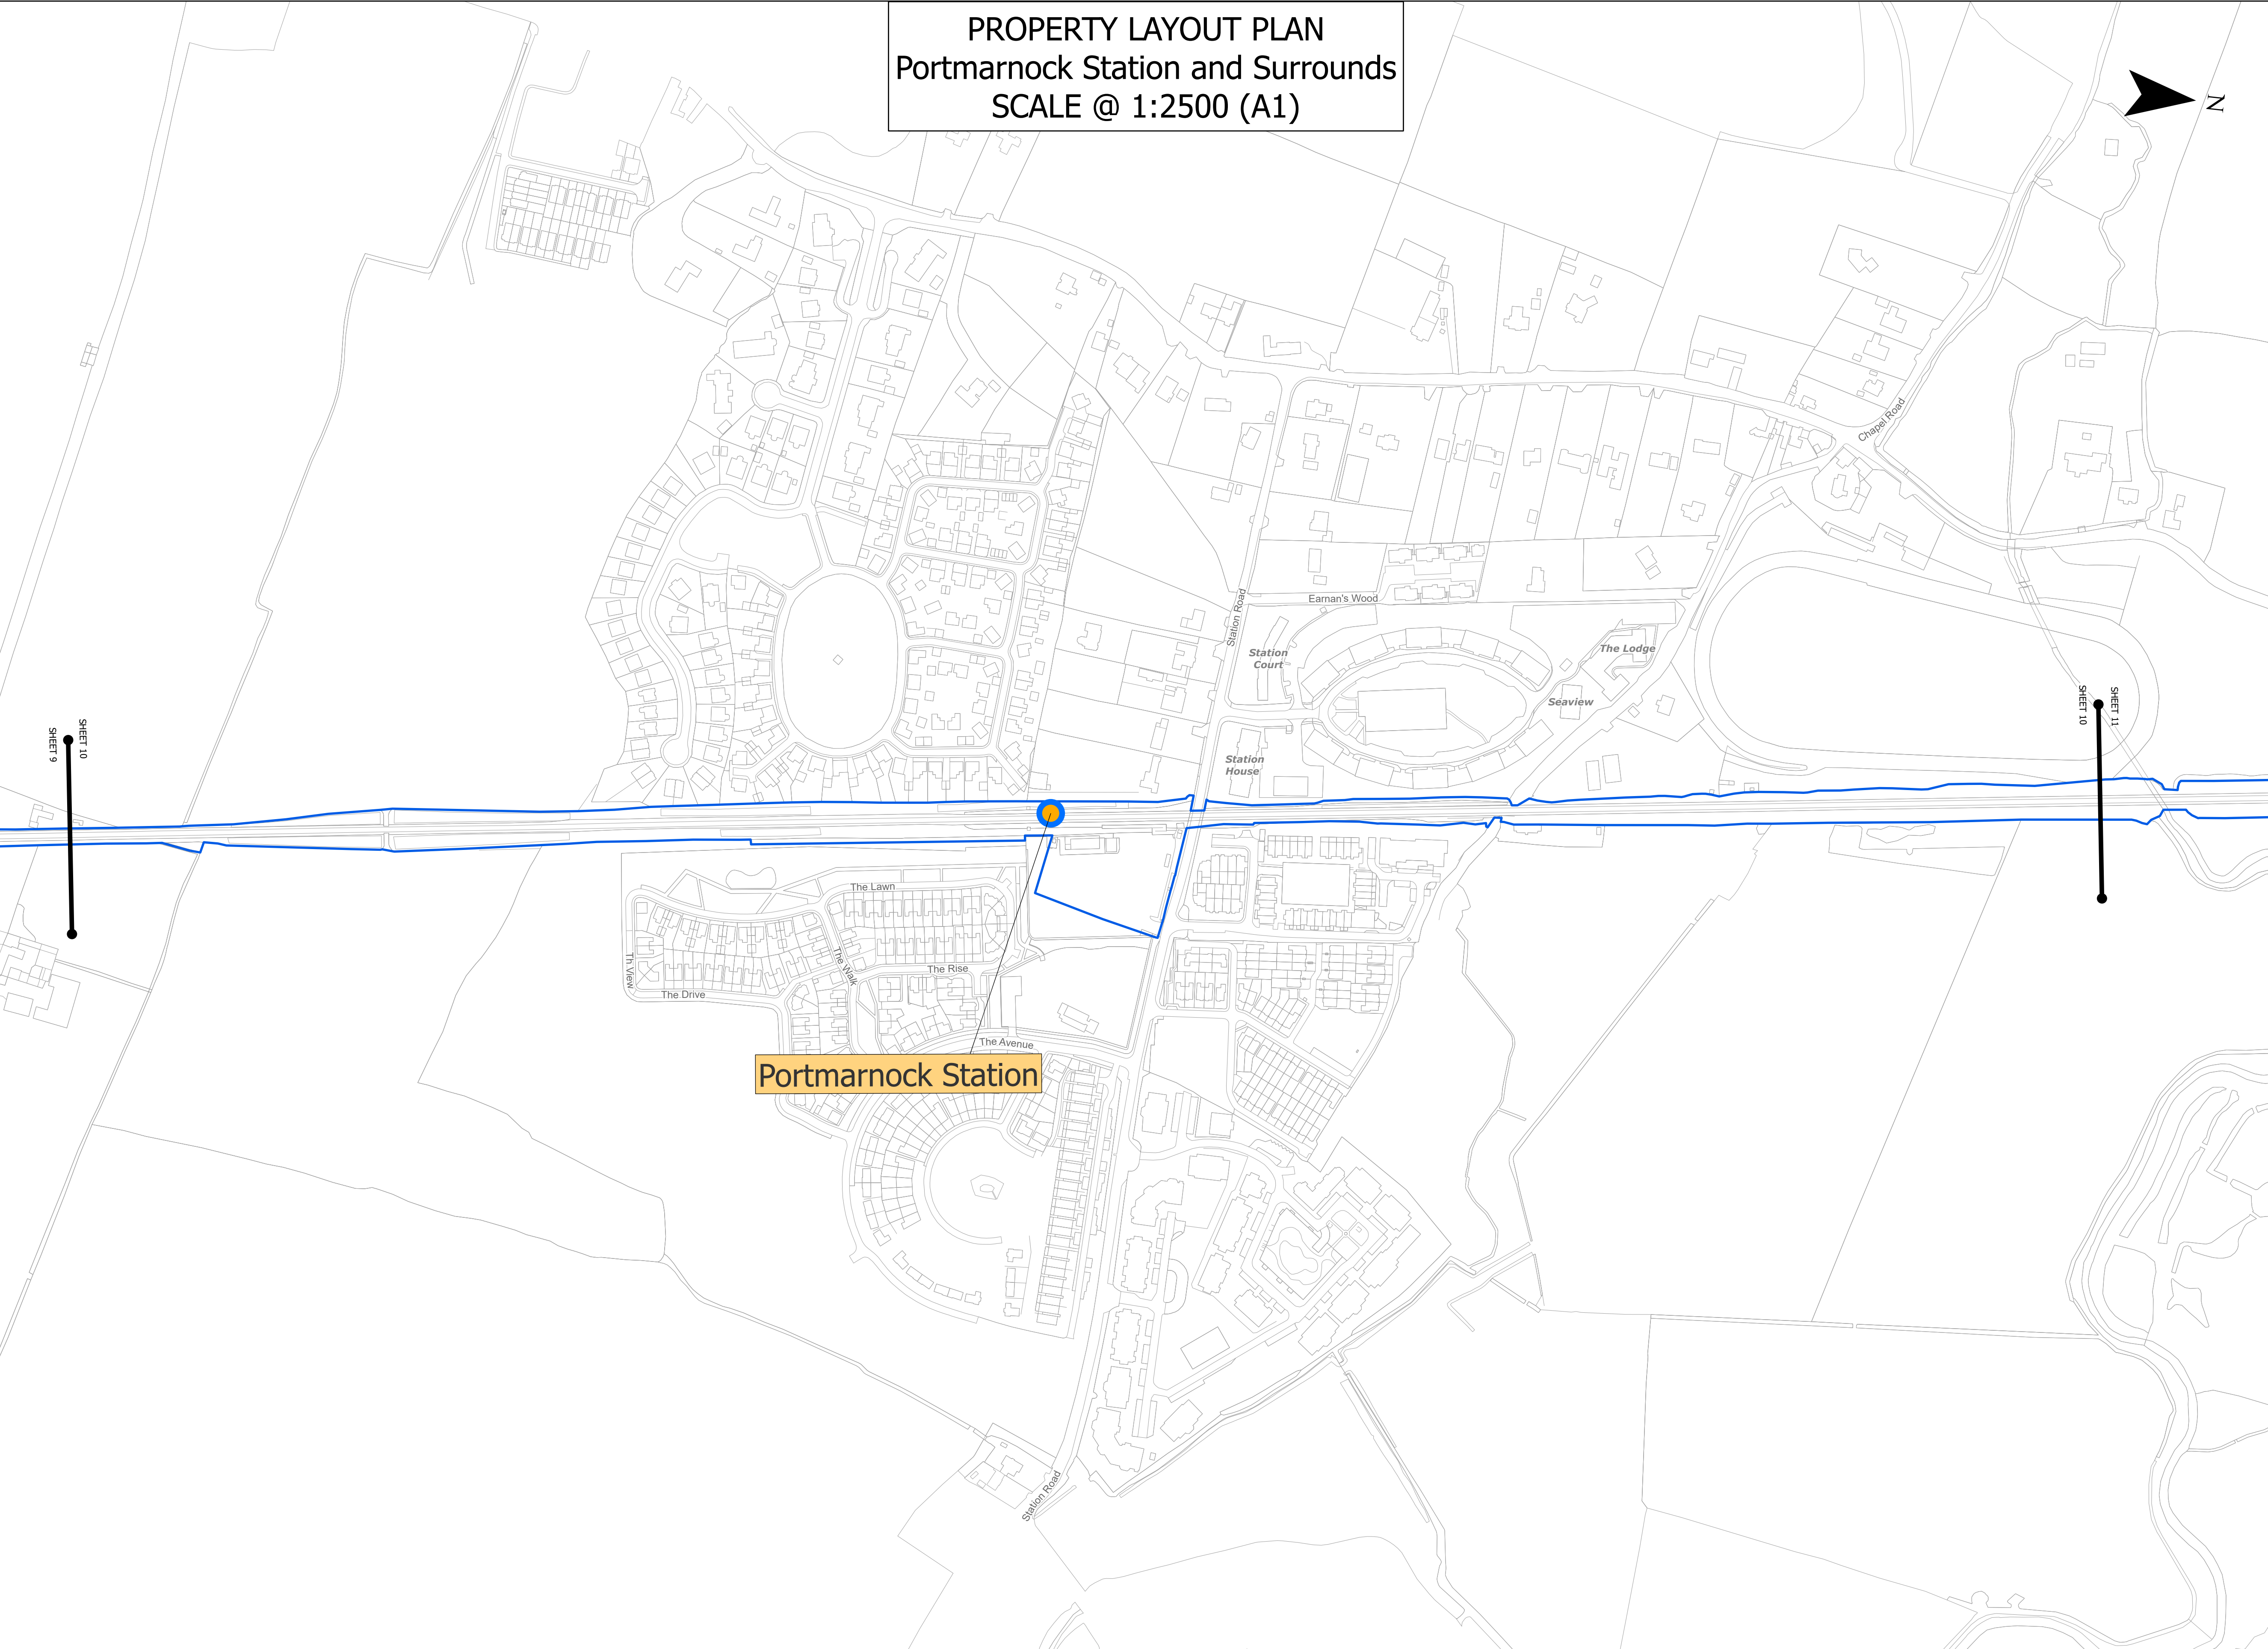 PROPERTY LAYOUT PLAN
Portmarnock Station and Surrounds
SCALE @ 1:2500 (A1)
N
Chapel Road
Station Road
Earnan's Wood
Station
Court
The Lodge
Seaview
Station
House
SHEET 10
SHEET 9
SHEET 11
SHEET 10
The Lawn
The Walk
Th View
The Rise
The Drive
The Avenue
Portmarnock Station
Station Road